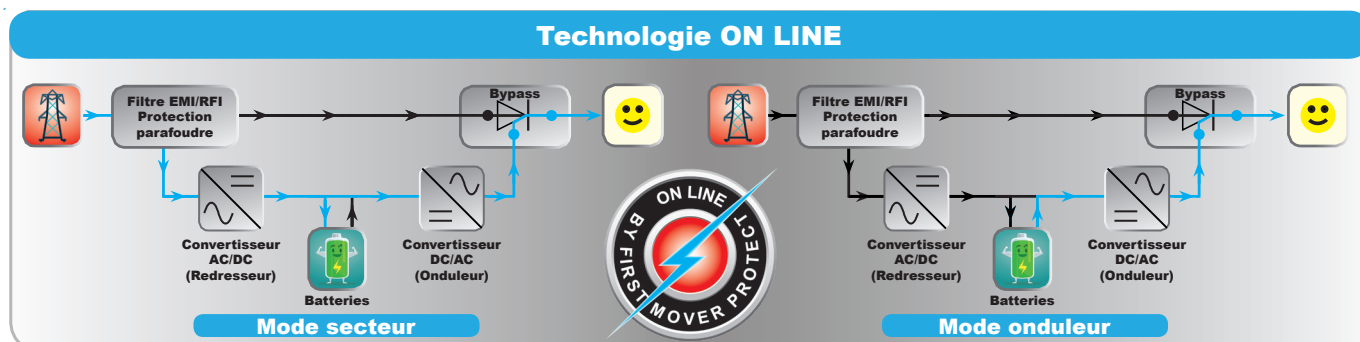 Technologie ON LINE
Filtre EMI/RFI
Protection
parafoudre
Bypass
Convertisseur
AC/DC
(Redresseur)
Batteries
Convertisseur
DC/AC
(Onduleur)
Mode secteur
ON LINE
BY FIRST MOVER PROTECT
Filtre EMI/RFI
Protection
parafoudre
Bypass
Convertisseur
AC/DC
(Redresseur)
Batteries
Convertisseur
DC/AC
(Onduleur)
Mode onduleur